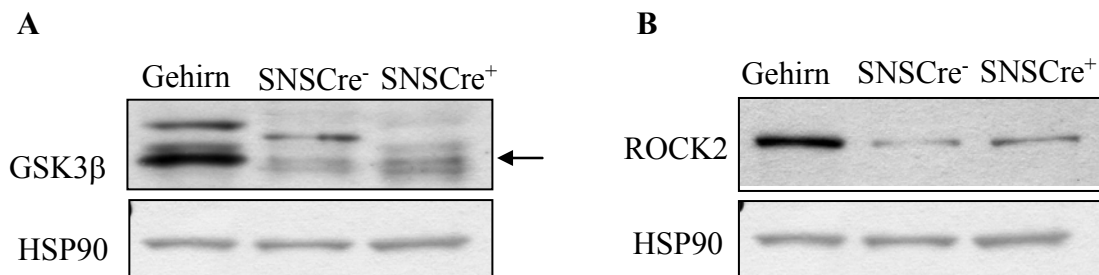 A
Gehirn SNSCre⁻ SNSCre⁺
GSK3β
HSP90
B
Gehirn SNSCre⁻ SNSCre⁺
ROCK2
HSP90